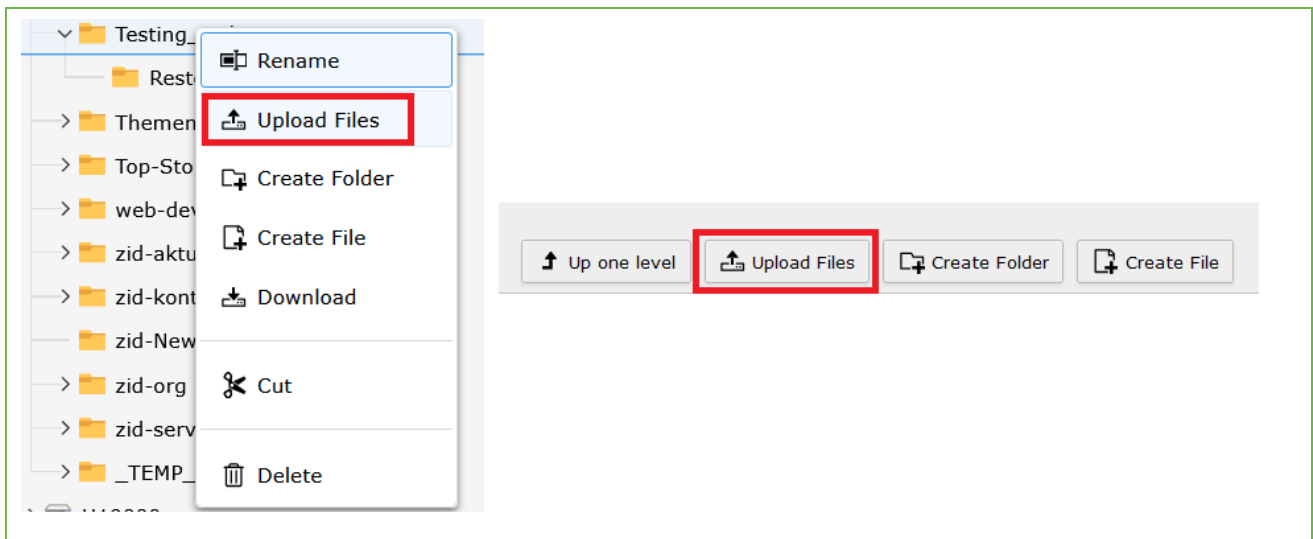 Testing_
Rest
Themen
Top-Sto
web-dev
zid-aktu
zid-kont
zid-New
zid-org
zid-serv
_TEMP_
Rename
Upload Files
Create Folder
Create File
Download
Cut
Delete
Up one level
Upload Files
Create Folder
Create File